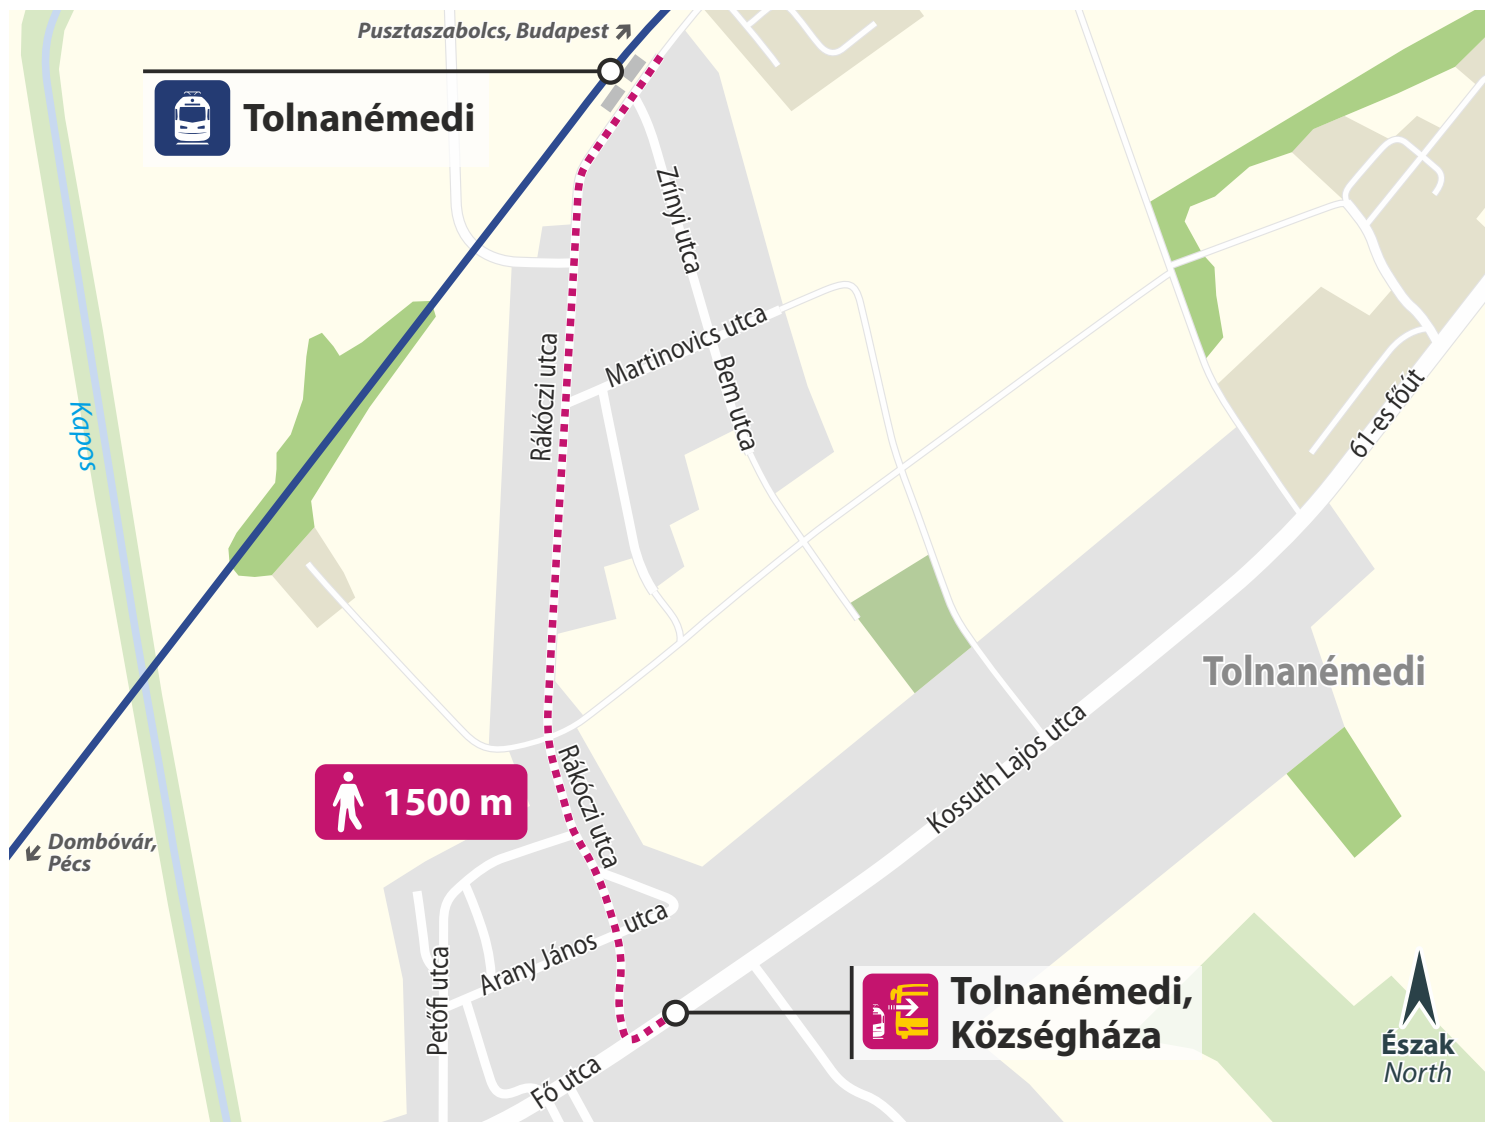 Pusztaszabolcs, Budapest
Tolnanémedi
Zrínyi utca
Martinovics utca
Rákóczi utca
Bem utca
61-es főút
Kapos
Tolnanémedi
Kossuth Lajos utca
Rákóczi utca
1500 m
Dombóvár,
Pécs
Arany János utca
Petőfi utca
Fő utca
Tolnanémedi,
Községháza
Észak
North